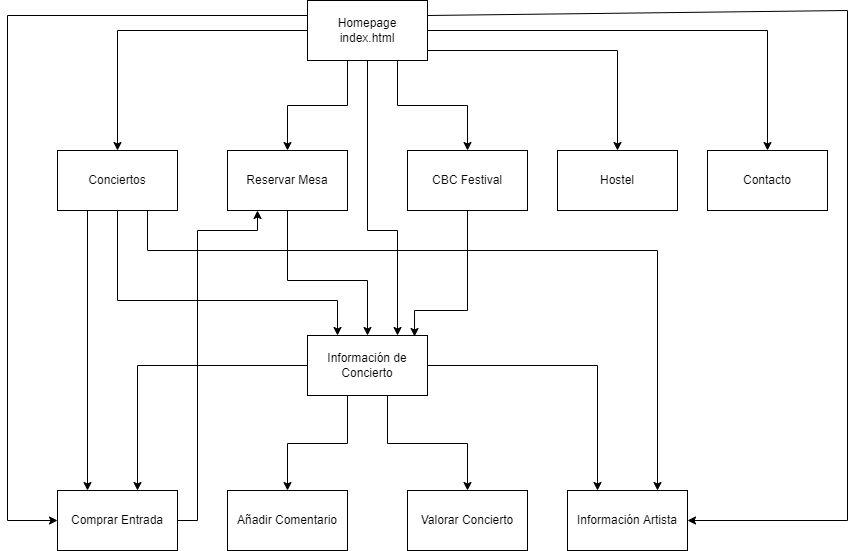 Homepage
index.html
Conciertos
Reservar Mesa
CBC Festival
Hostel
Contacto
Información de
Concierto
Comprar Entrada
Añadir Comentario
Valorar Concierto
Información Artista